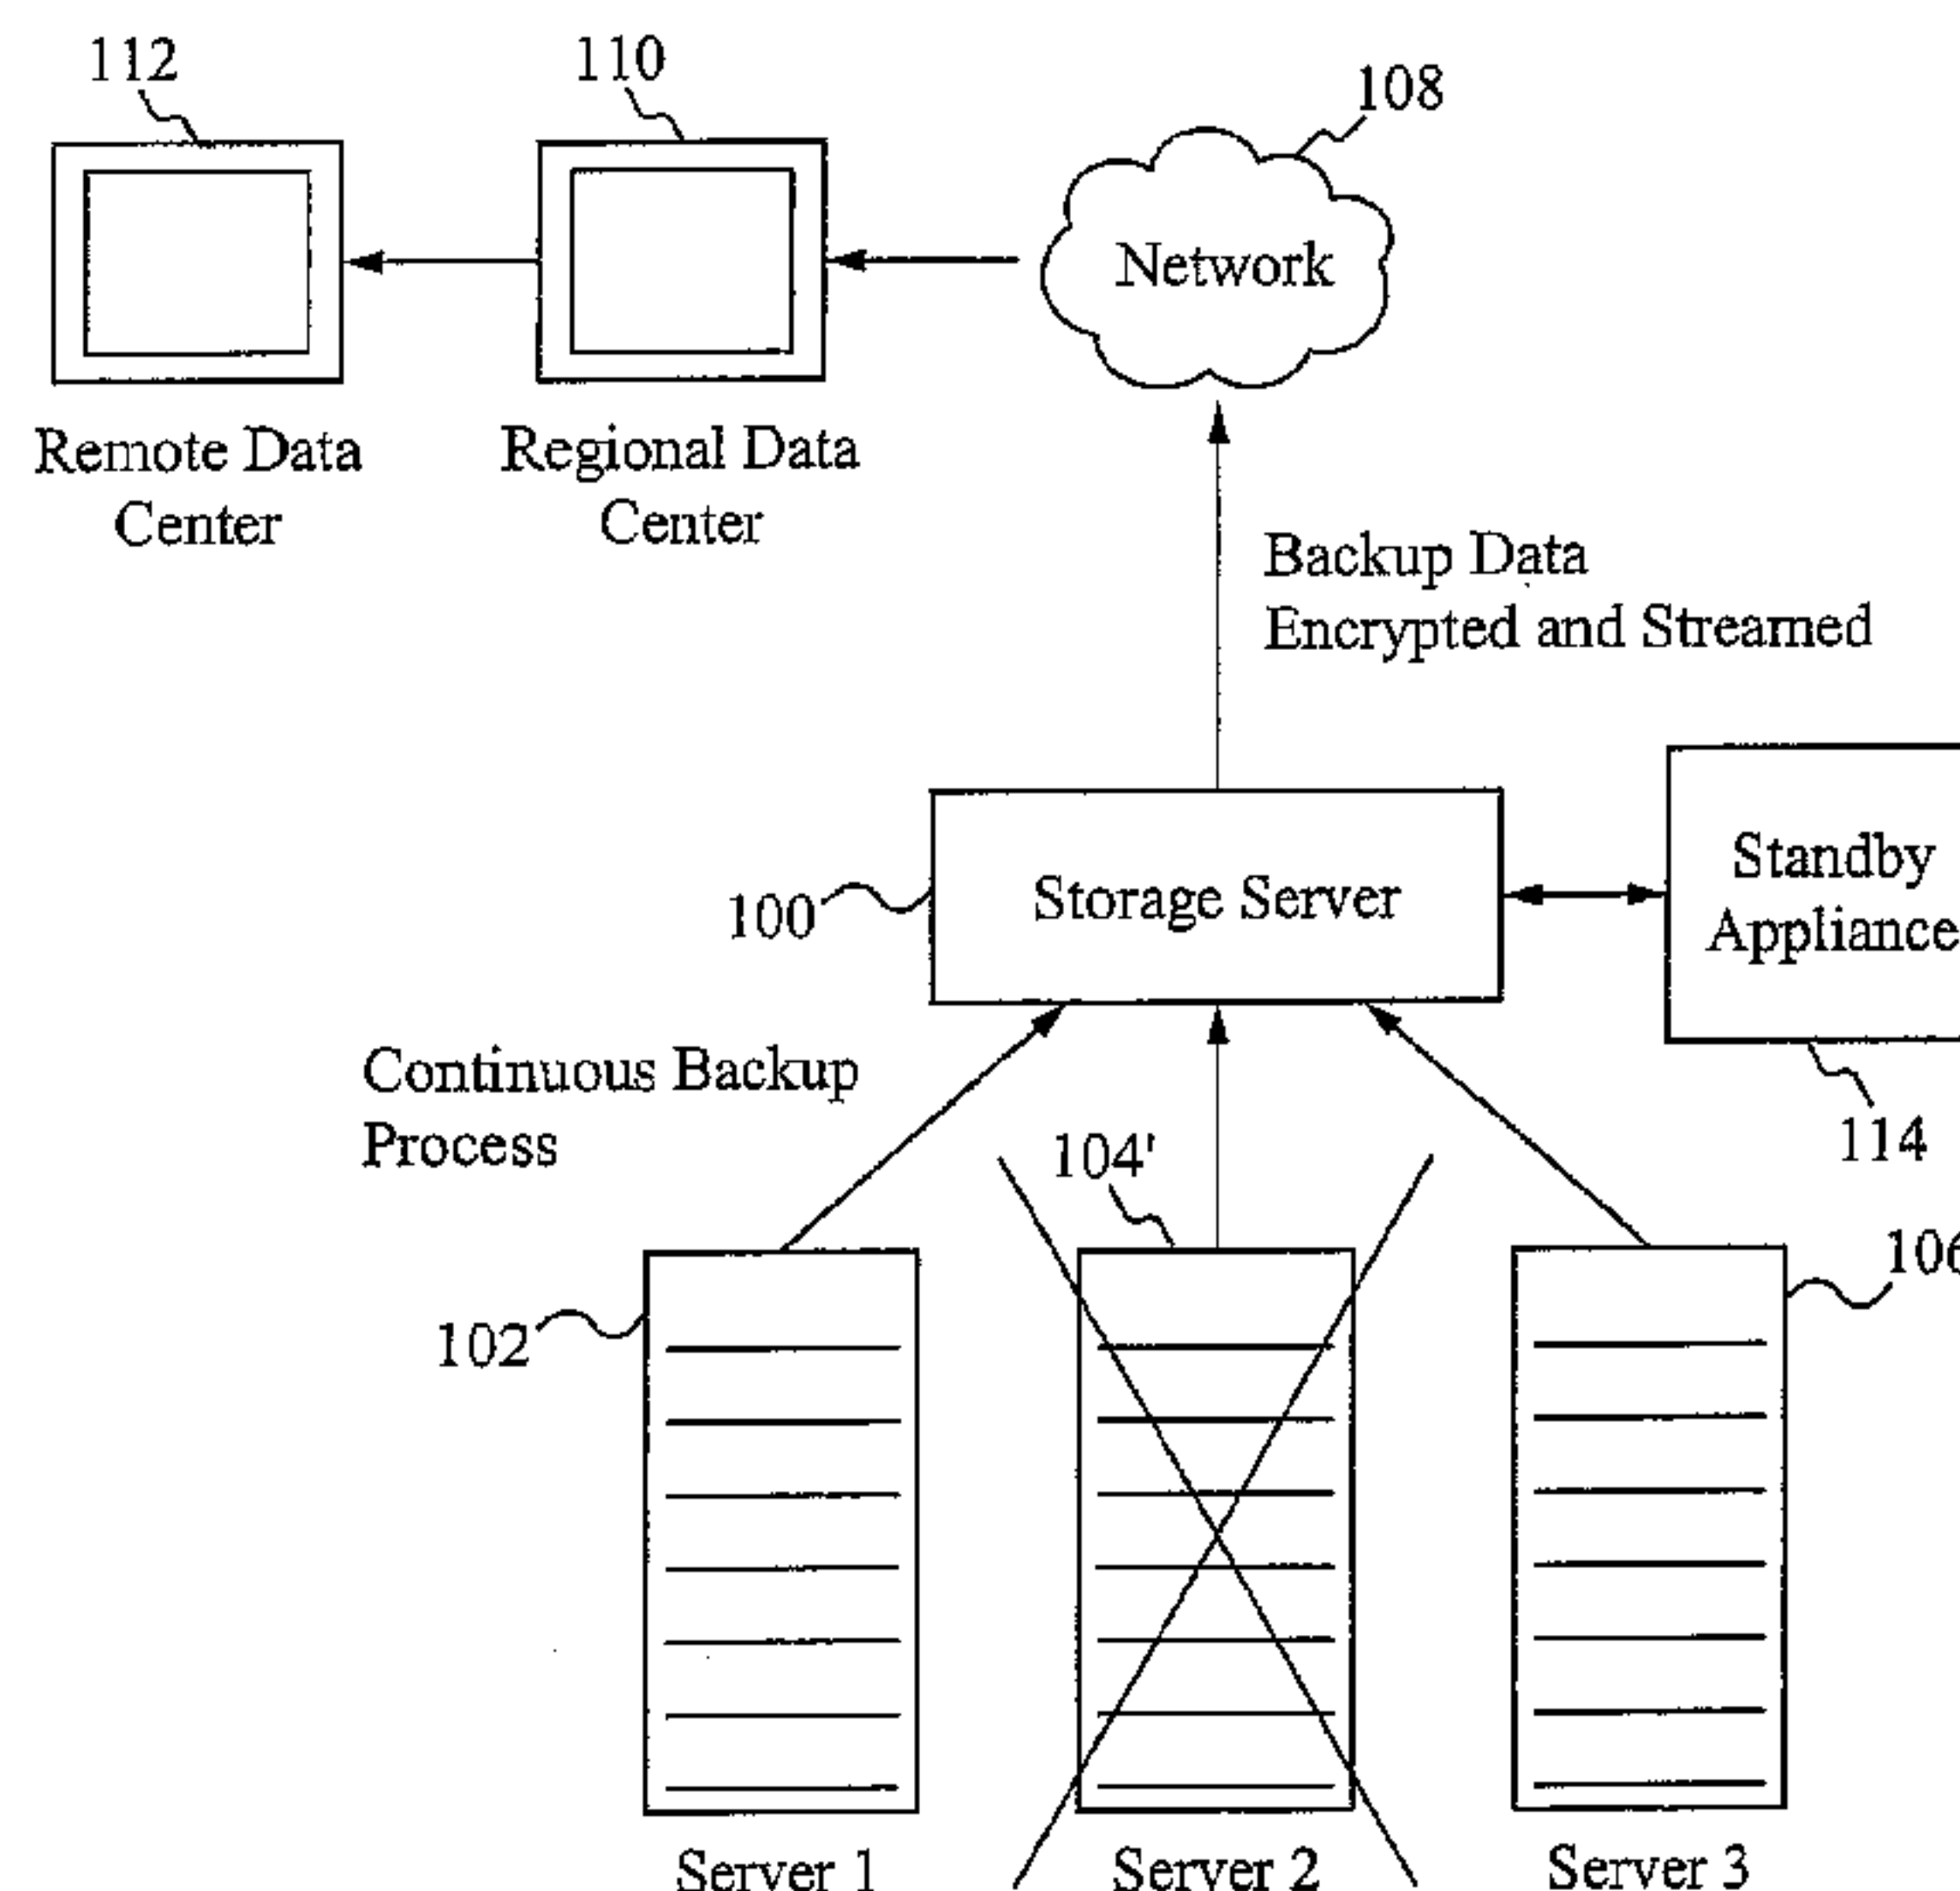 112
110
108
Network
Remote Data
Center
Regional Data
Center
Backup Data
Encrypted and Streamed
Storage Server
100
Standby
Appliance
114
Continuous Backup
Process
104'
102
106
Server 1
Server 2
Server 3